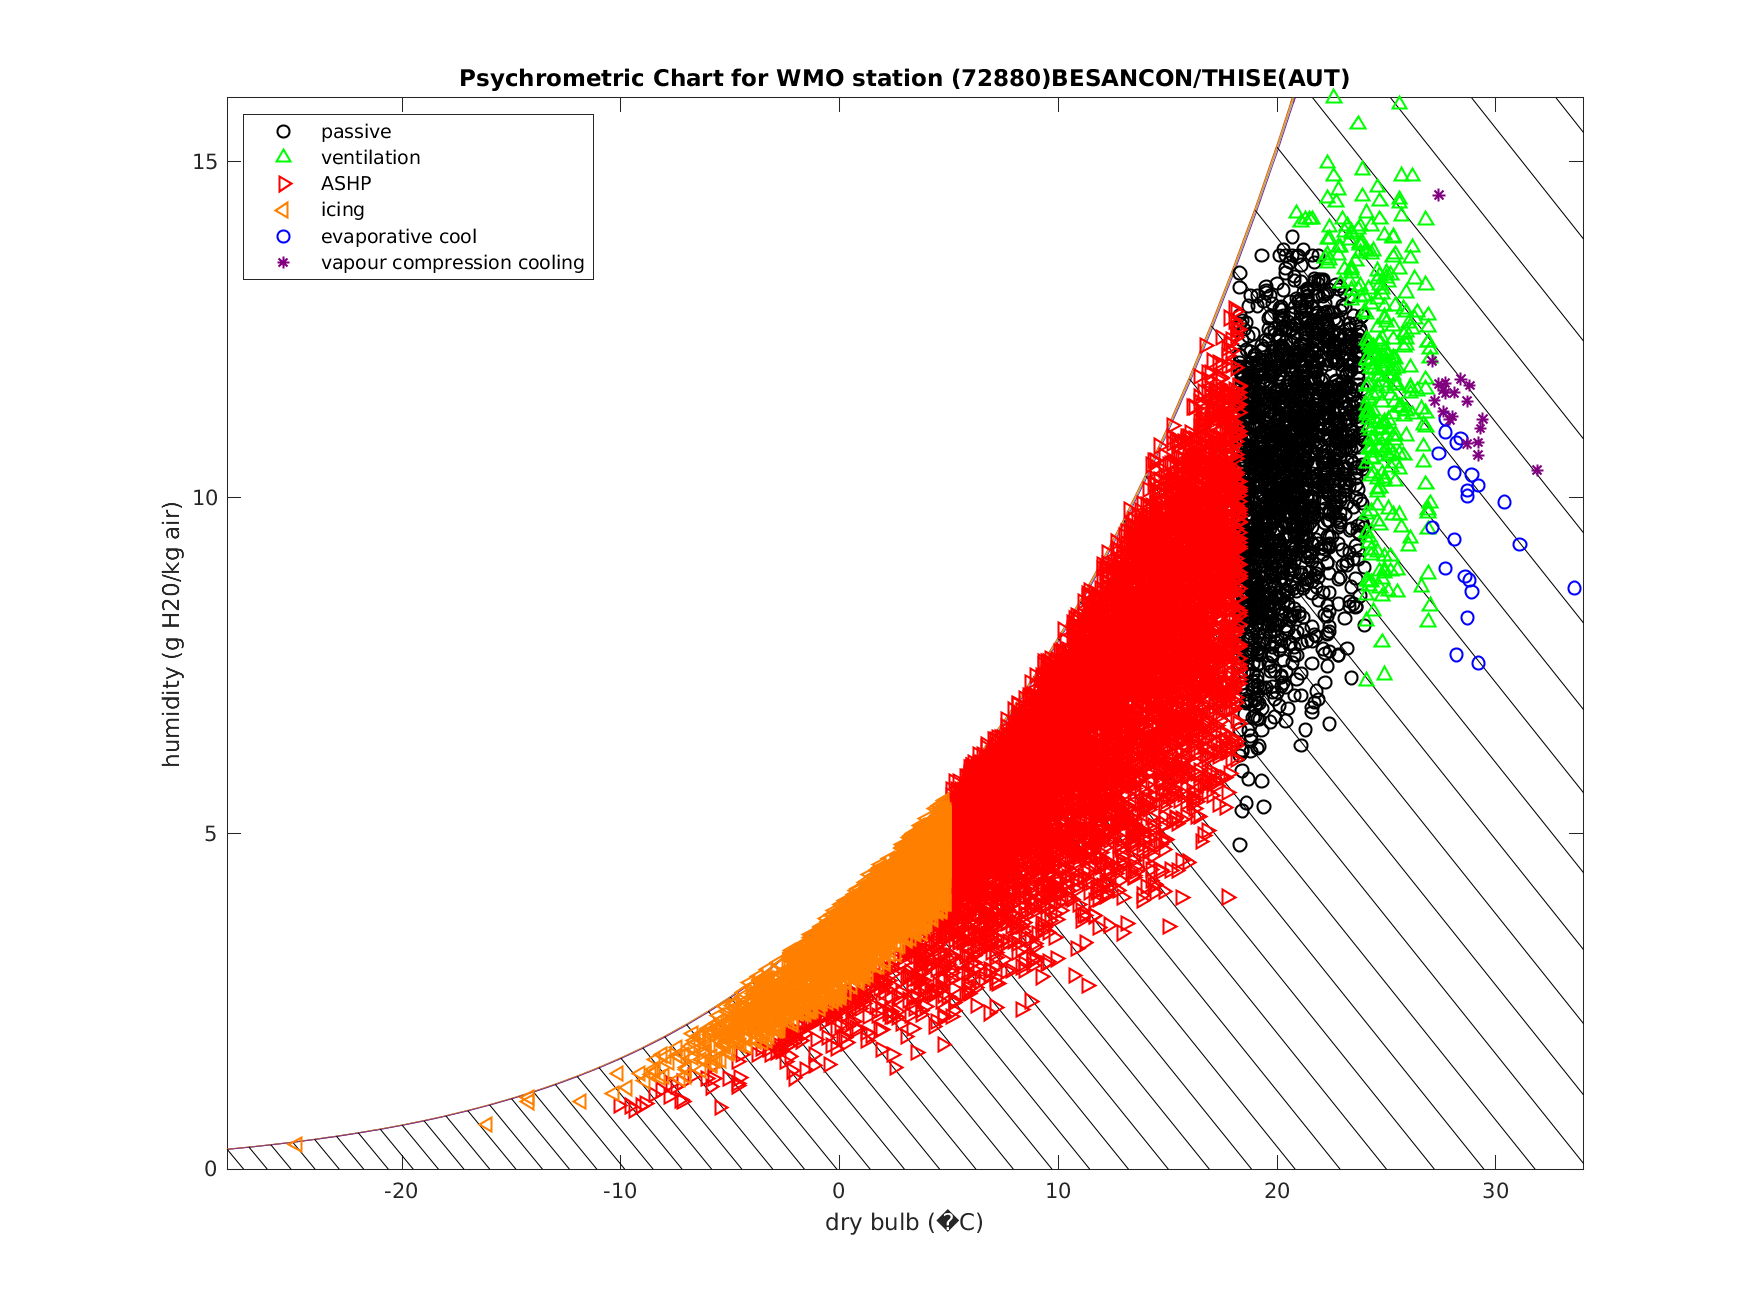 Psychrometric Chart for WMO station (72880)BESANCON/THISE(AUT)
passive
ventilation
ASHP
icing
evaporative cool
vapour compression cooling
15
10
5
0
humidity (g H20/kg air)
-20 -10 0 10 20 30
dry bulb (�C)